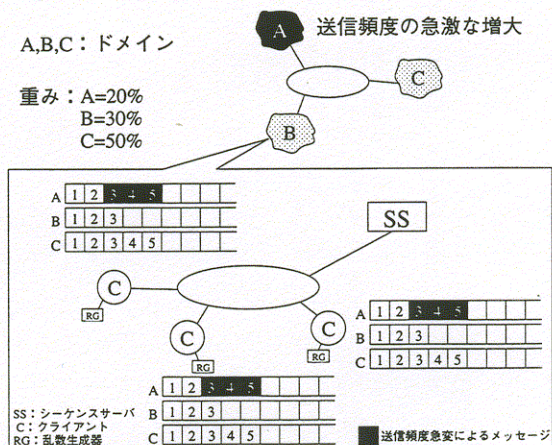 A,B,C：ドメイン
A
送信頻度の急激な増大
C
重み：A=20%
B=30%
C=50%
B
A 1 2 3 4 5
B 1 2 3
C 1 2 3 4 5
SS
C
RG
C
RG
C
RG
A 1 2 3 4 5
B 1 2 3
C 1 2 3 4 5
A 1 2 3 4 5
B 1 2 3
C 1 2 3 4 5
SS：シーケンスサーバ
C：クライアント
RG：乱数生成器
送信頻度急変によるメッセージ